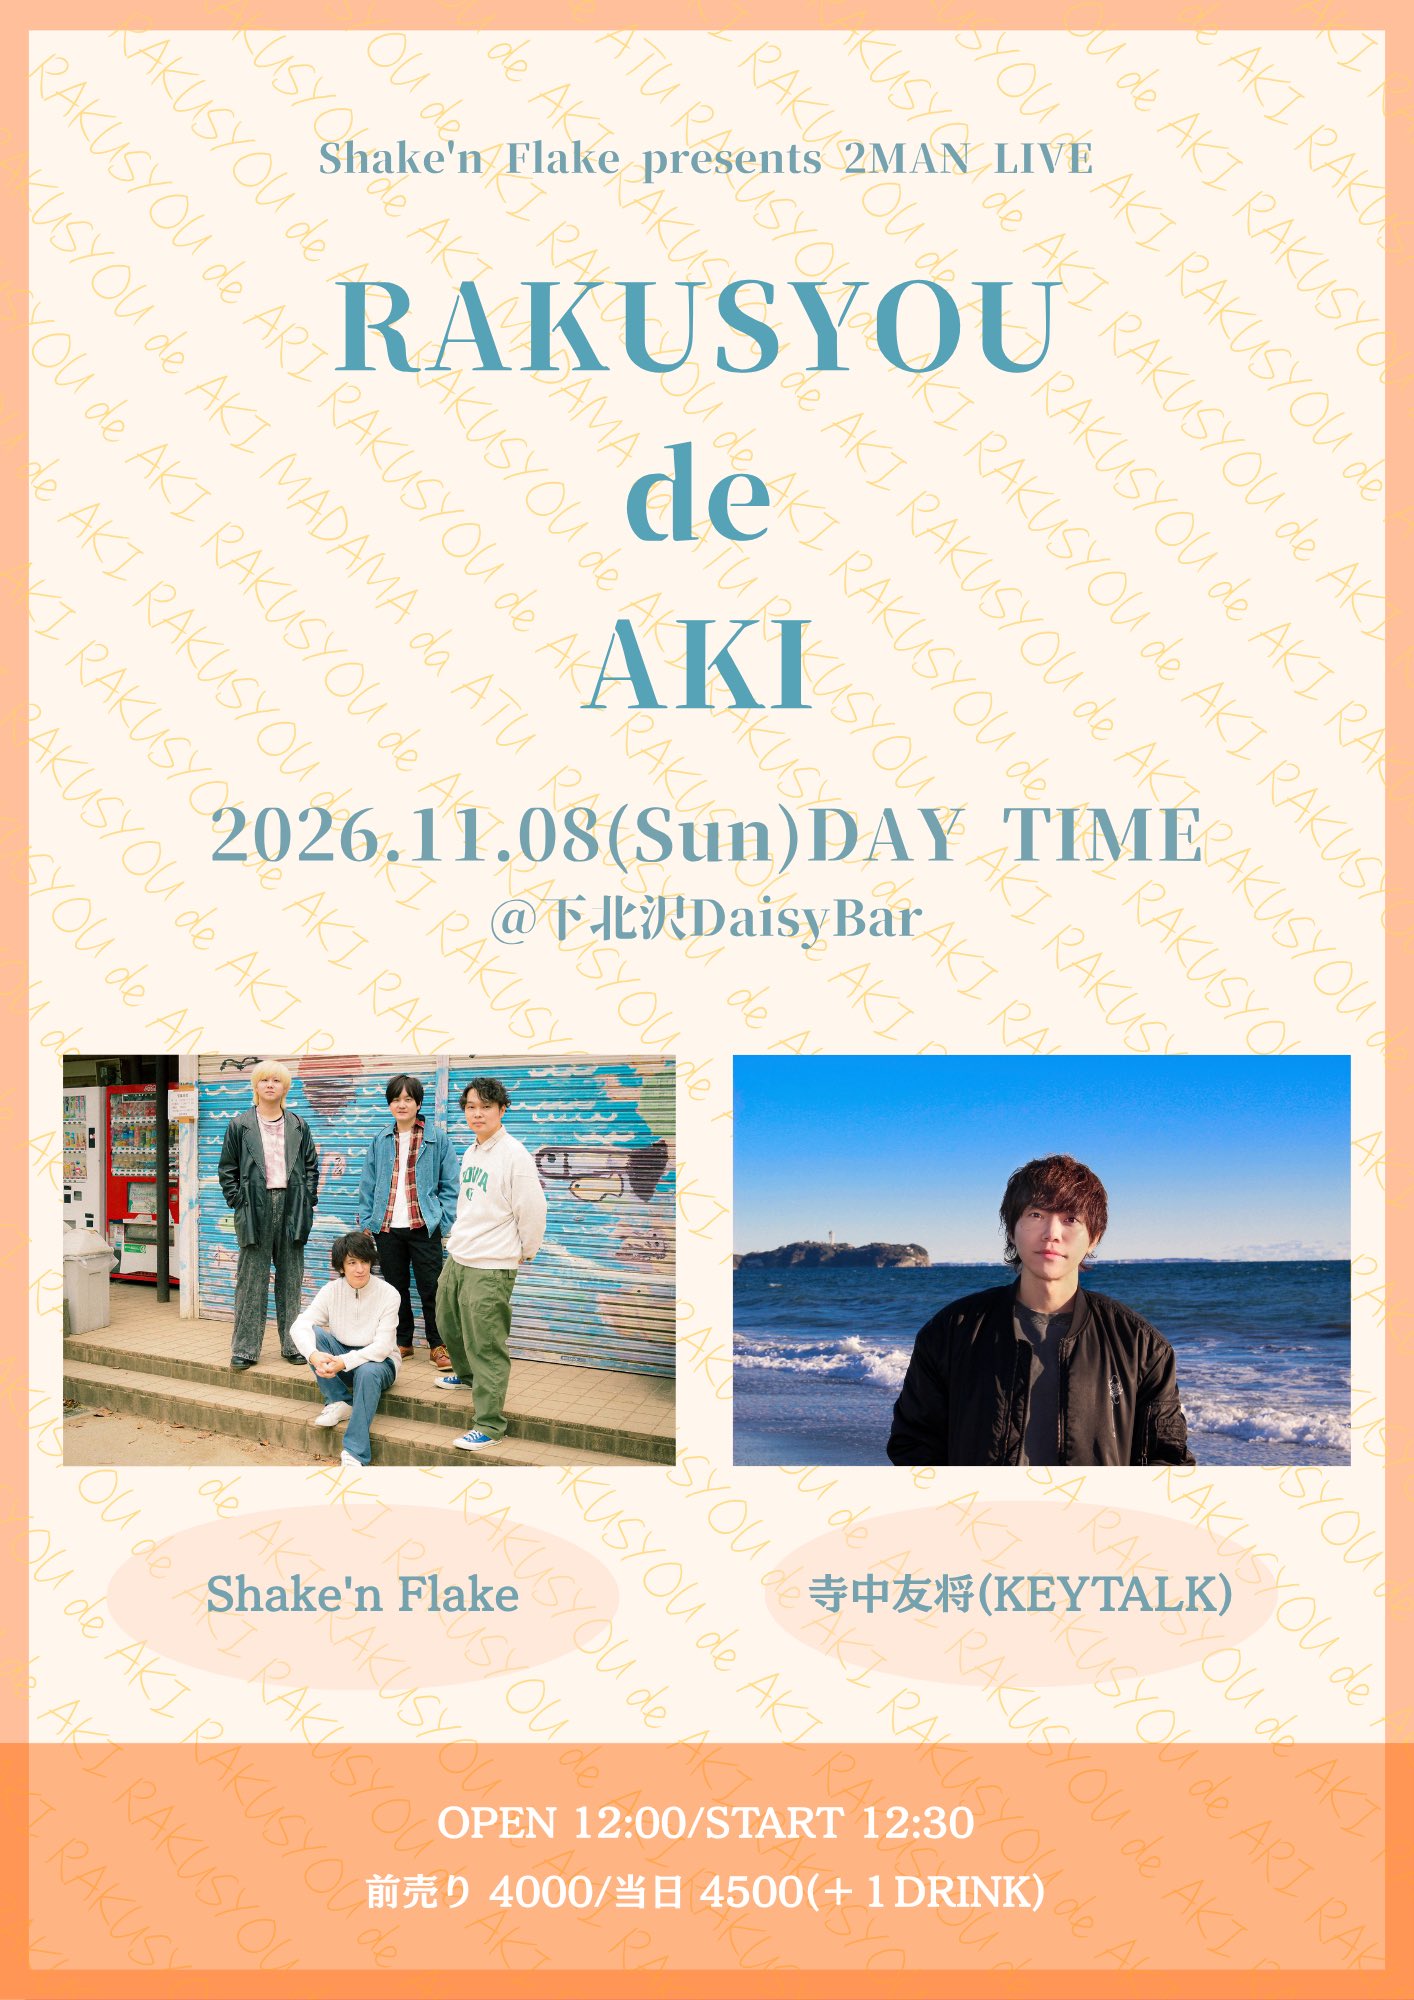 Shake'n Flake presents 2MAN LIVE
RAKUSYOU
de
AKI
2026.11.08(Sun)DAY TIME
@下北沢DaisyBar
Shake'n Flake
寺中友将(KEYTALK)
OPEN 12:00/START 12:30
前売り 4000/当日 4500(＋１DRINK)